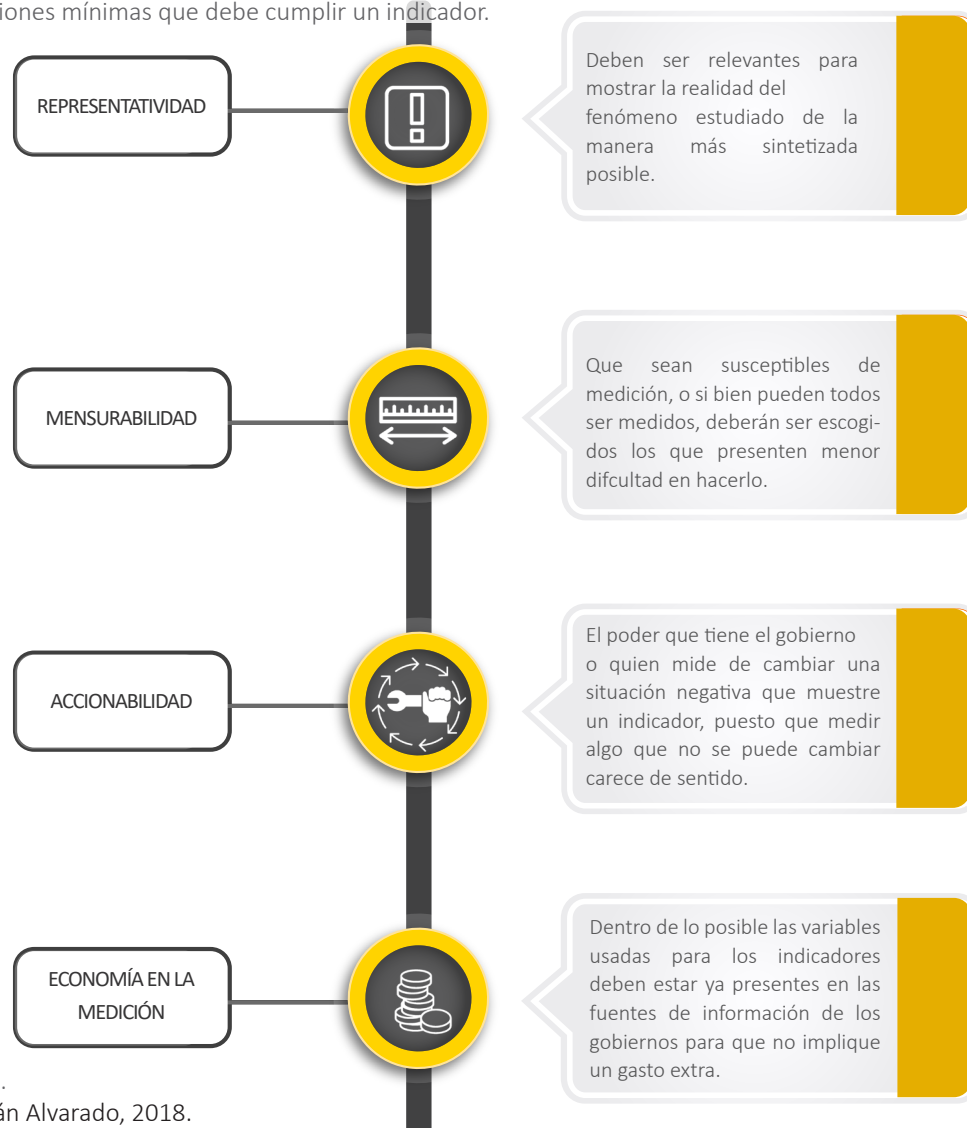 iones mínimas que debe cumplir un indicador.
REPRESENTATIVIDAD
Deben ser relevantes para
mostrar la realidad del
fenómeno estudiado de la
manera más sintetizada
posible.
MENSURABILIDAD
Que sean susceptibles de
medición, o si bien pueden todos
ser medidos, deberán ser escogi-
dos los que presenten menor
difcultad en hacerlo.
ACCIONABILIDAD
El poder que tiene el gobierno
o quien mide de cambiar una
situación negativa que muestre
un indicador, puesto que medir
algo que no se puede cambiar
carece de sentido.
ECONOMÍA EN LA
MEDICIÓN
Dentro de lo posible las variables
usadas para los indicadores
deben estar ya presentes en las
fuentes de información de los
gobiernos para que no implique
un gasto extra.
.
án Alvarado, 2018.